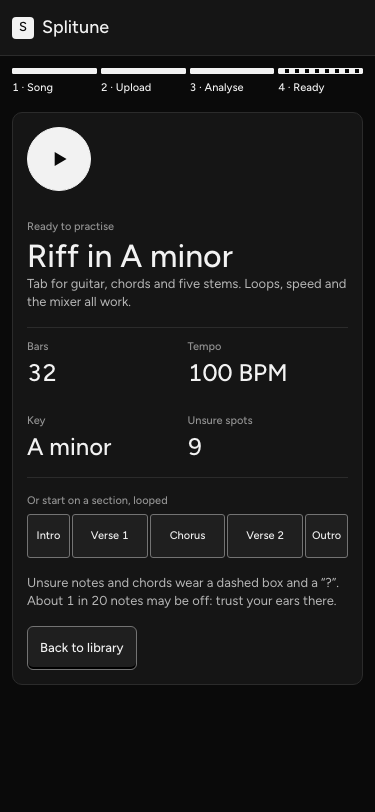 S Splitune
1 · Song 2 · Upload 3 · Analyse 4 · Ready
Ready to practise
Riff in A minor
Tab for guitar, chords and five stems. Loops, speed and
the mixer all work.
Bars Tempo
32 100 BPM
Key Unsure spots
A minor 9
Or start on a section, looped
Intro Verse 1 Chorus Verse 2 Outro
Unsure notes and chords wear a dashed box and a “?”.
About 1 in 20 notes may be off: trust your ears there.
Back to library